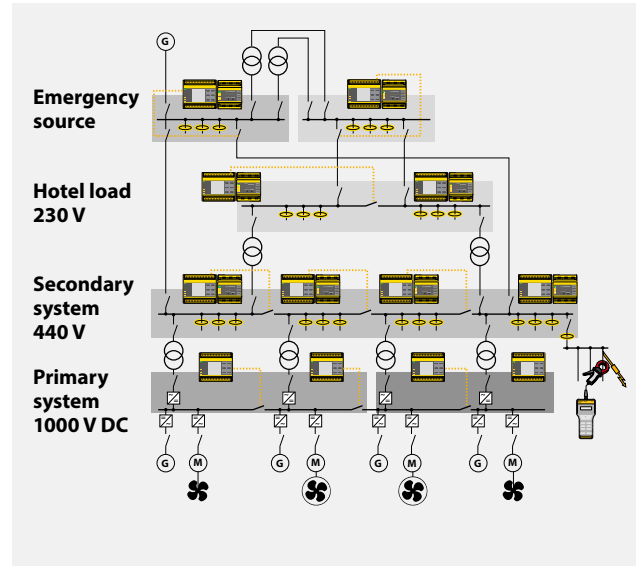 G
Emergency
source
Hotel load
230 V
Secondary
system
440 V
Primary
system
1000 V DC
G M G M G M G M